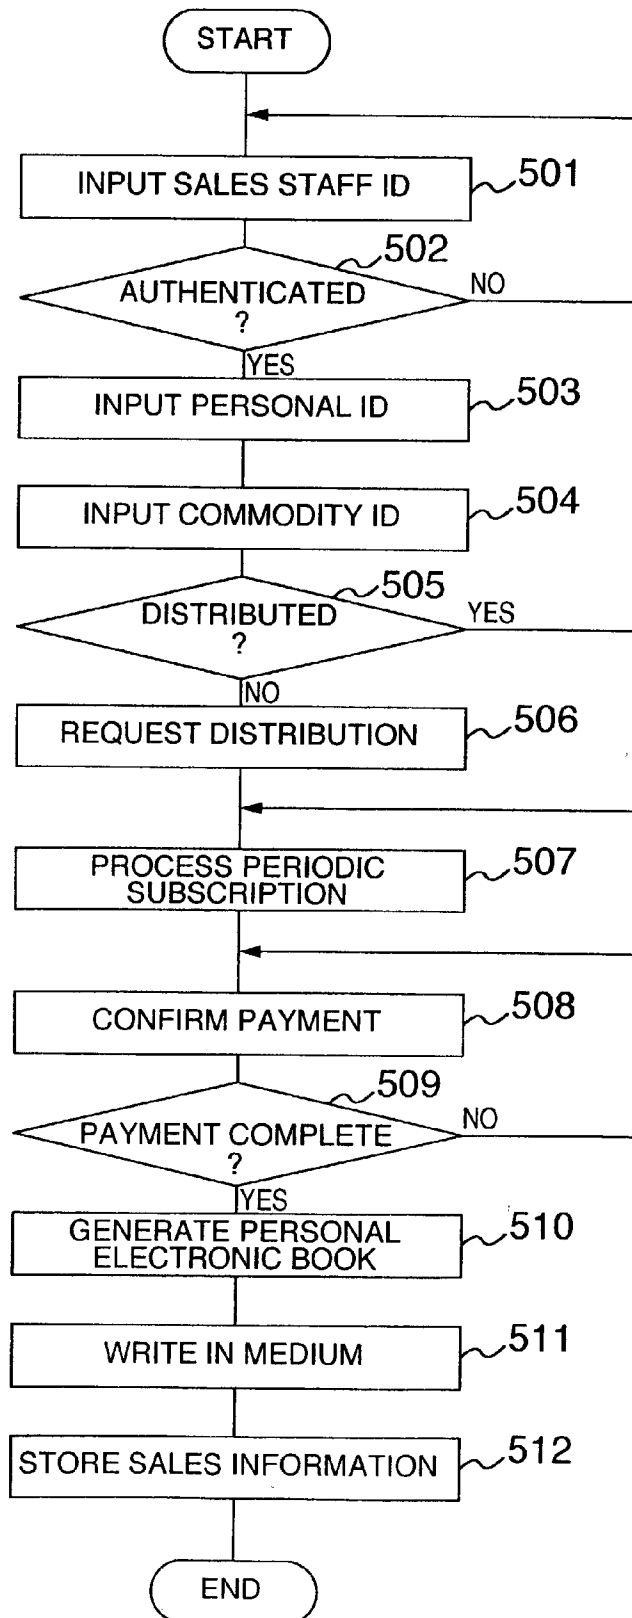 START
INPUT SALES STAFF ID
501
502
AUTHENTICATED
?
NO
YES
INPUT PERSONAL ID
503
INPUT COMMODITY ID
504
505
DISTRIBUTED
?
YES
NO
REQUEST DISTRIBUTION
506
PROCESS PERIODIC
SUBSCRIPTION
507
CONFIRM PAYMENT
508
509
PAYMENT COMPLETE
?
NO
YES
GENERATE PERSONAL
ELECTRONIC BOOK
510
WRITE IN MEDIUM
511
STORE SALES INFORMATION
512
END